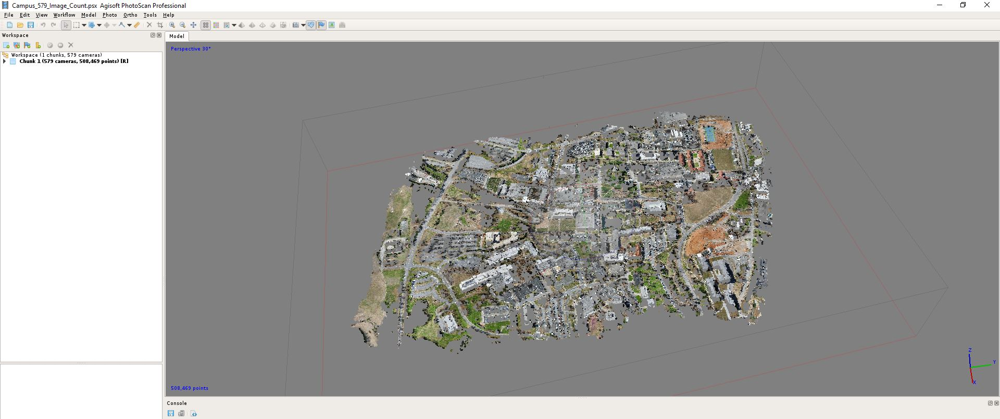 Campus_579_Image_Count.psx Agisoft PhotoScan Professional
File Edit View Workflow Model Photo Ortho Tools Help
Workspace
Workspace (1 chunks, 579 cameras)
Chunk 1 (579 cameras, 508,469 points) [R]
Model
Perspective 30°
Z
Y
X
508,469 points
Console